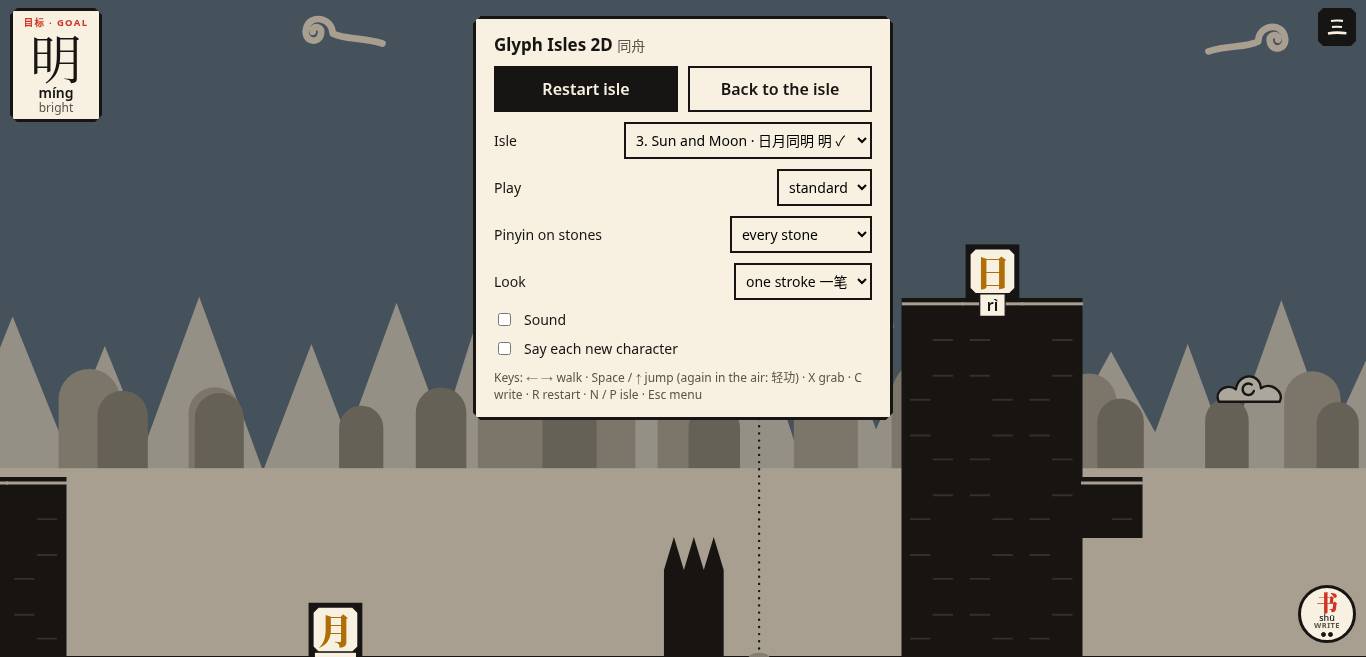 目标 · GOAL
明
míng
bright
Glyph Isles 2D 同舟
Restart isle
Back to the isle
Isle
3. Sun and Moon · 日月同明 明 ✓
Play
standard
Pinyin on stones
every stone
Look
one stroke 一笔
Sound
Say each new character
Keys: ← → walk · Space / ↑ jump (again in the air: 轻功) · X grab · C
write · R restart · N / P isle · Esc menu
三
日
rì
月
书
shū
WRITE